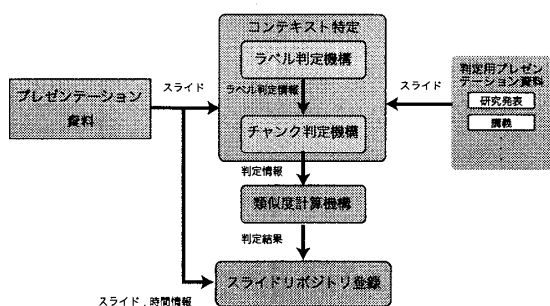 コンテキスト特定
ラベル判定機構
ラベル判定情報
チャンク判定機構
プレゼンテーション
資料
スライド
スライド
判定用プレゼン
テーション資料
研究発表
講義
判定情報
類似度計算機構
判定結果
スライドリポジトリ登録
スライド，時間情報